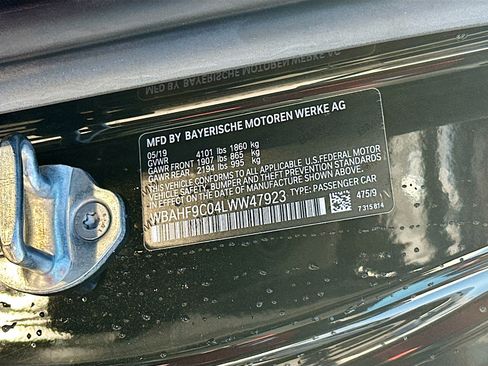 MFD BY BAYERISCHE MOTOREN WERKE AG
05/19
GVWR 4101 lbs 1860 kg
GAWR FRONT 1907 lbs 865 kg
GAWR REAR 2194 lbs 995 kg
THIS VEHICLE CONFORMS TO ALL APPLICABLE U.S. FEDERAL MOTOR
VEHICLE SAFETY, BUMPER, AND THEFT PREVENTION STANDARDS
IN EFFECT ON THE DATE OF MANUFACTURE SHOWN ABOVE.
WBAHF9C04LWW47923 TYPE: PASSENGER CAR
475/9
7 315 814